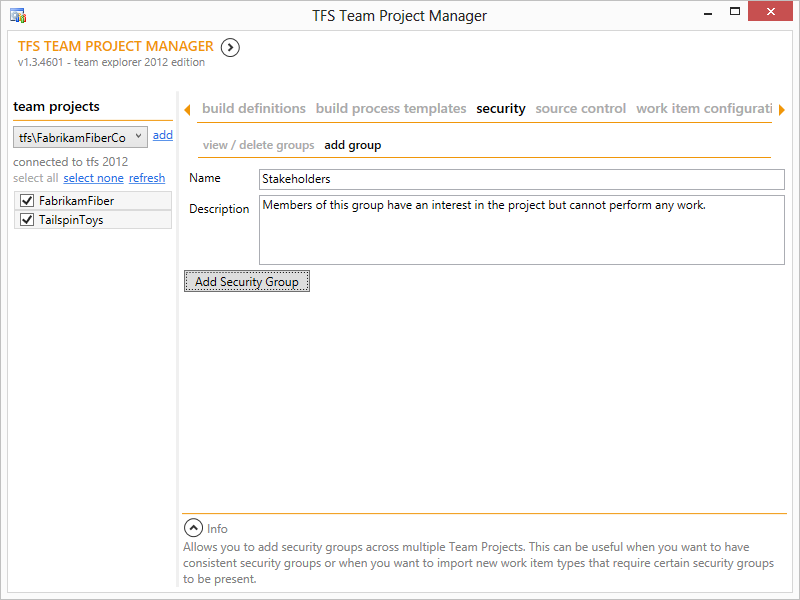 TFS Team Project Manager
TFS TEAM PROJECT MANAGER
v1.3.4601 - team explorer 2012 edition
team projects
tfs\FabrikamFiberCo add
connected to tfs 2012
select all select none refresh
FabrikamFiber
TailspinToys
build definitions build process templates security source control work item configurati
view / delete groups add group
Name Stakeholders
Description Members of this group have an interest in the project but cannot perform any work.
Add Security Group
Info
Allows you to add security groups across multiple Team Projects. This can be useful when you want to have
consistent security groups or when you want to import new work item types that require certain security groups
to be present.